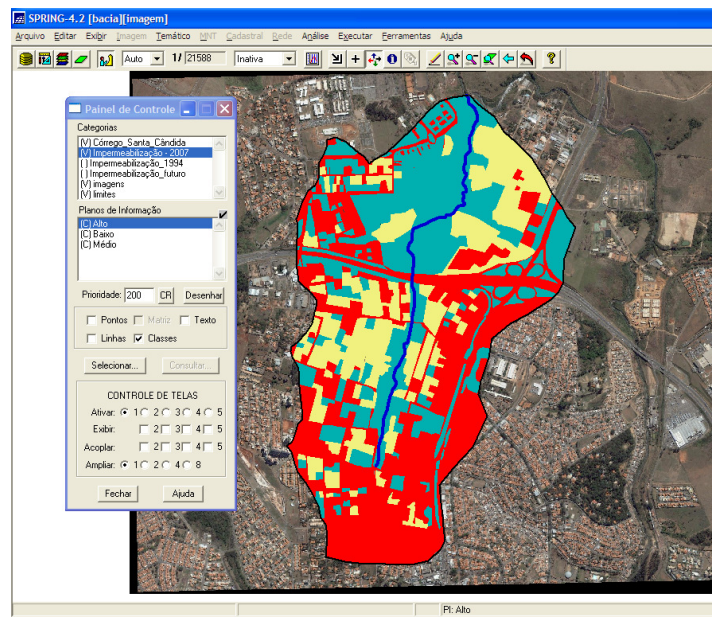 SPRING-4.2 [bacia][imagem]
Arquivo Editar Exibir Imagem Temático MNT Cadastral Rede Análise Executar Ferramentas Ajuda
Auto 1/ 21588 Inativa
Painel de Controle
Categorias
(V) Córrego_Santa_Cândida
(V) Impermeabilização - 2007
( ) Impermeabilização_1994
( ) Impermeabilização_futuro
(V) imagens
(V) limites
Planos de Informação
(C) Alto
(C) Baixo
(C) Médio
Prioridade: 200 CR Desenhar
Pontos Matriz Texto
Linhas Classes
Selecionar... Consultar...
CONTROLE DE TELAS
Ativar: 1 2 3 4 5
Exibir: 2 3 4 5
Acoplar: 2 3 4 5
Ampliar: 1 2 4 8
Fechar Ajuda
PI: Alto